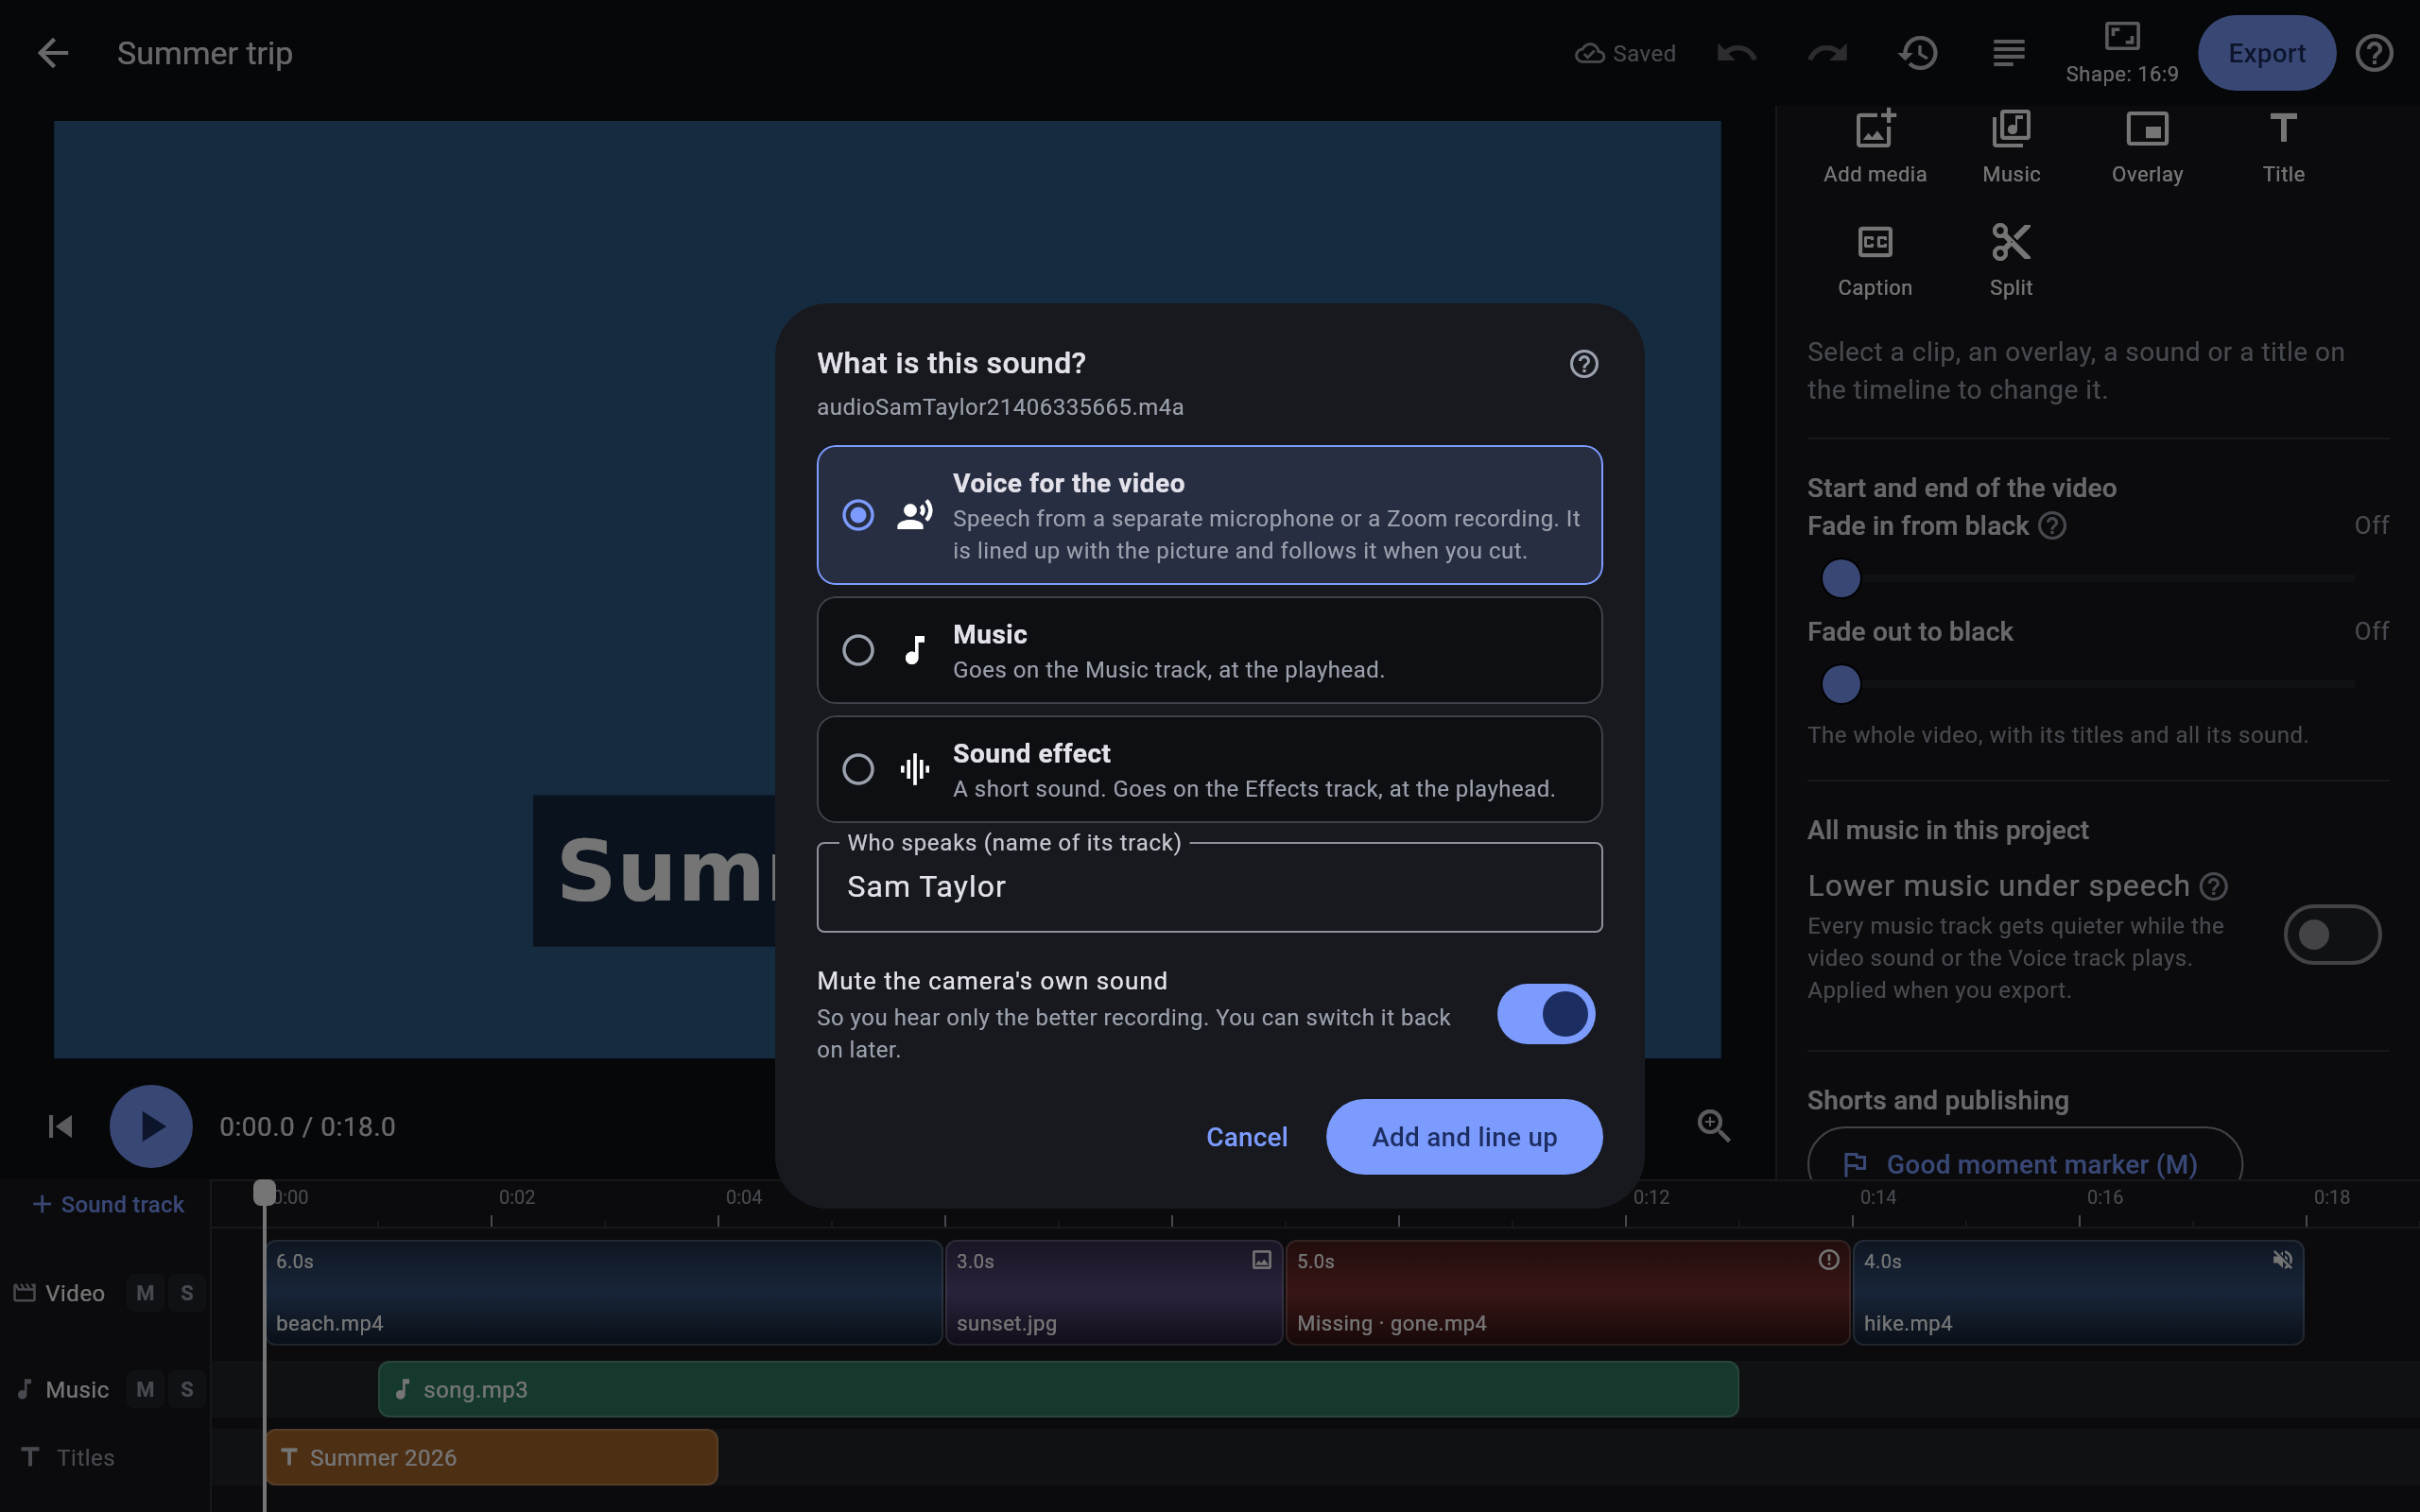 Summer trip
Saved
Shape: 16:9
Export
Add media
Music
Overlay
Title
Caption
Split
Select a clip, an overlay, a sound or a title on
the timeline to change it.
Start and end of the video
Fade in from black
Off
Fade out to black
Off
The whole video, with its titles and all its sound.
All music in this project
Lower music under speech
Every music track gets quieter while the
video sound or the Voice track plays.
Applied when you export.
Shorts and publishing
Good moment marker (M)
What is this sound?
audioSamTaylor21406335665.m4a
Voice for the video
Speech from a separate microphone or a Zoom recording. It
is lined up with the picture and follows it when you cut.
Music
Goes on the Music track, at the playhead.
Sound effect
A short sound. Goes on the Effects track, at the playhead.
Who speaks (name of its track)
Sam Taylor
Mute the camera's own sound
So you hear only the better recording. You can switch it back
on later.
Cancel
Add and line up
0:00.0 / 0:18.0
Sound track
0:00
0:02
0:04
0:12
0:14
0:16
0:18
Video M S
6.0s
beach.mp4
3.0s
sunset.jpg
5.0s
Missing · gone.mp4
4.0s
hike.mp4
Music M S
song.mp3
Titles
Summer 2026